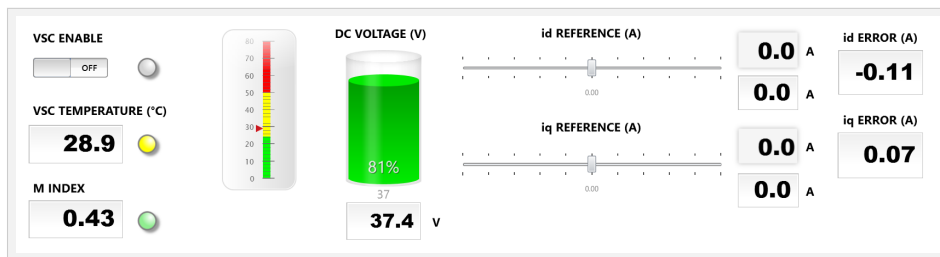 VSC ENABLE
OFF
VSC TEMPERATURE (°C)
28.9
M INDEX
0.43
80
70
60
50
40
30
20
10
0
DC VOLTAGE (V)
81%
37
37.4 V
id REFERENCE (A)
0.00
0.0 A
0.0 A
id ERROR (A)
-0.11
iq REFERENCE (A)
0.00
0.0 A
0.0 A
iq ERROR (A)
0.07